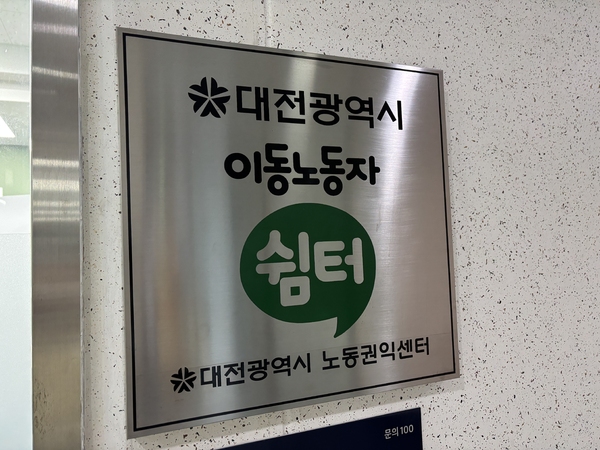 대전광역시
이동노동자
쉼터
대전광역시 노동권익센터
문의100